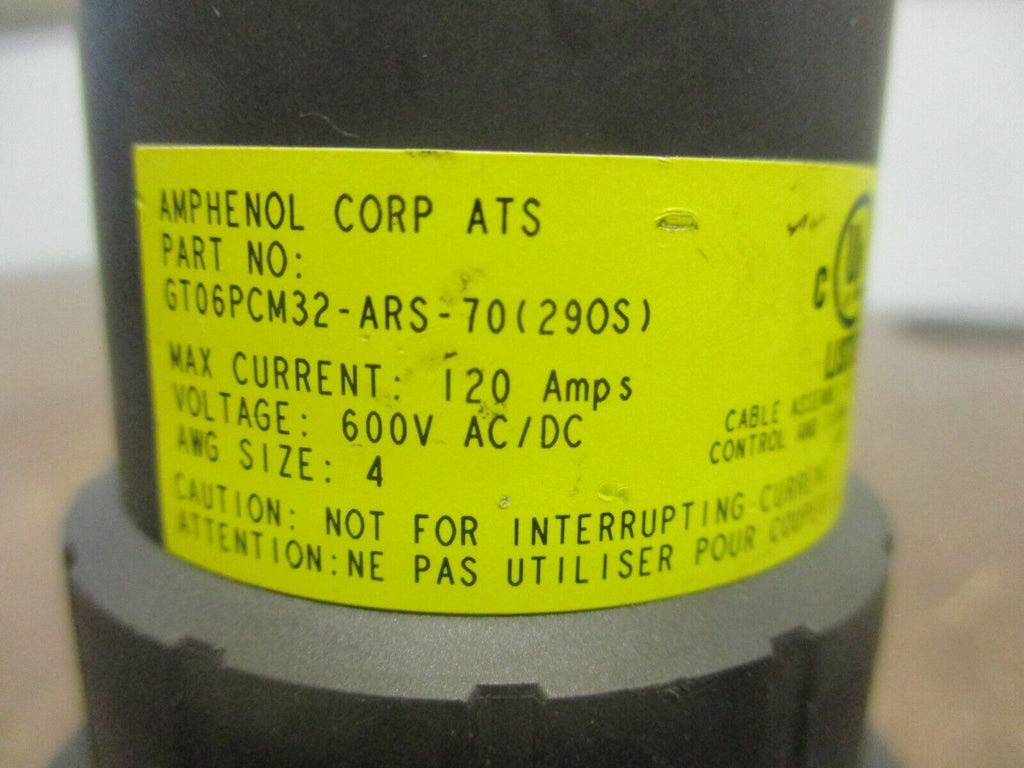 AMPHENOL CORP ATS
PART NO:
GT06PCM32-ARS-70(290S)
MAX CURRENT: 120 Amps
VOLTAGE: 600V AC/DC
AWG SIZE: 4
C
CABLE
CONTROL AND
CAUTION: NOT FOR INTERRUPTING CURRENT
ATTENTION:NE PAS UTILISER POUR